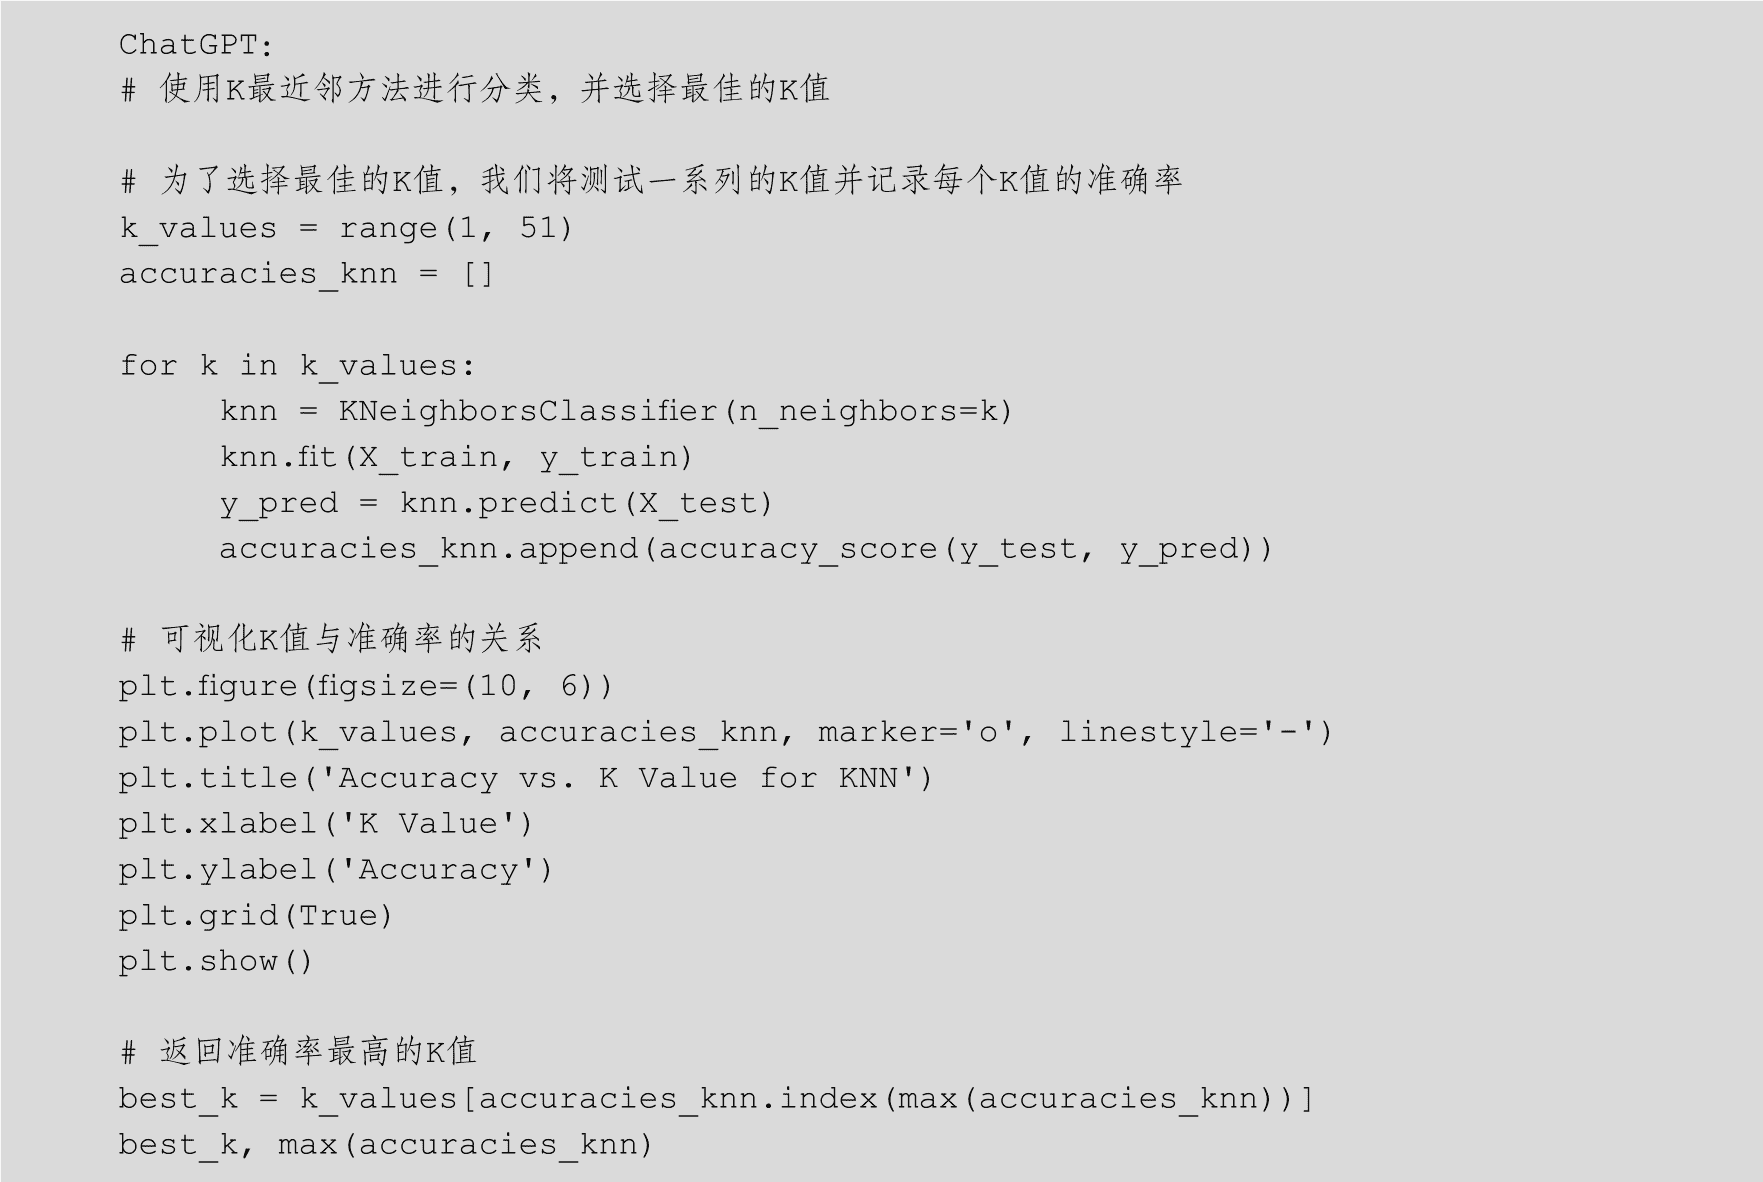 ChatGPT:
# 使用K最近邻方法进行分类，并选择最佳的K值
# 为了选择最佳的K值，我们将测试一系列的K值并记录每个K值的准确率
k_values = range(1, 51)
accuracies_knn = []
for k in k_values:
     knn = KNeighborsClassifier(n_neighbors=k)
     knn.fit(X_train, y_train)
     y_pred = knn.predict(X_test)
     accuracies_knn.append(accuracy_score(y_test, y_pred))
# 可视化K值与准确率的关系
plt.figure(figsize=(10, 6))
plt.plot(k_values, accuracies_knn, marker='o', linestyle='-')
plt.title('Accuracy vs. K Value for KNN')
plt.xlabel('K Value')
plt.ylabel('Accuracy')
plt.grid(True)
plt.show()
# 返回准确率最高的K值
best_k = k_values[accuracies_knn.index(max(accuracies_knn))]
best_k, max(accuracies_knn)